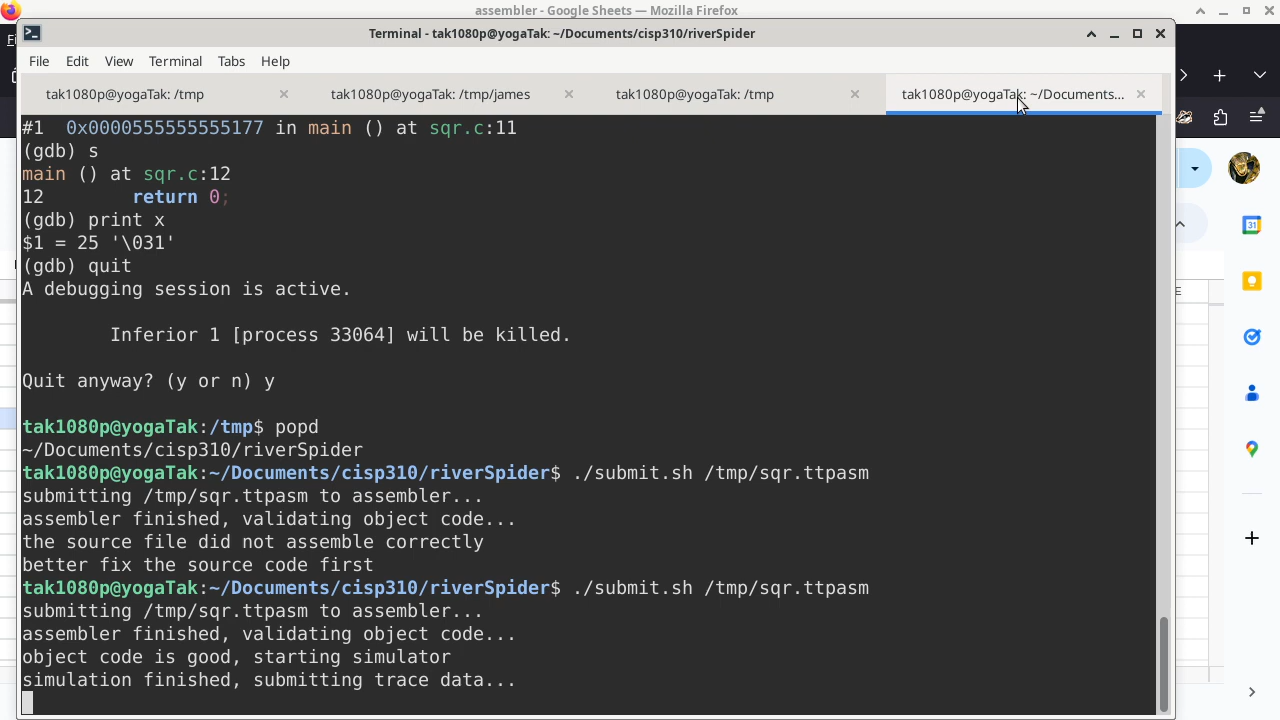 assembler - Google Sheets — Mozilla Firefox
Terminal - tak1080p@yogaTak: ~/Documents/cisp310/riverSpider
File Edit View Terminal Tabs Help
tak1080p@yogaTak: /tmp
tak1080p@yogaTak: /tmp/james
tak1080p@yogaTak: /tmp
tak1080p@yogaTak: ~/Documents...
#1  0x0000555555555177 in main () at sqr.c:11
(gdb) s
main () at sqr.c:12
12        return 0;
(gdb) print x
$1 = 25 '\031'
(gdb) quit
A debugging session is active.
Inferior 1 [process 33064] will be killed.
Quit anyway? (y or n) y
tak1080p@yogaTak:/tmp$ popd
~/Documents/cisp310/riverSpider
tak1080p@yogaTak:~/Documents/cisp310/riverSpider$ ./submit.sh /tmp/sqr.ttpasm
submitting /tmp/sqr.ttpasm to assembler...
assembler finished, validating object code...
the source file did not assemble correctly
better fix the source code first
tak1080p@yogaTak:~/Documents/cisp310/riverSpider$ ./submit.sh /tmp/sqr.ttpasm
submitting /tmp/sqr.ttpasm to assembler...
assembler finished, validating object code...
object code is good, starting simulator
simulation finished, submitting trace data...
31